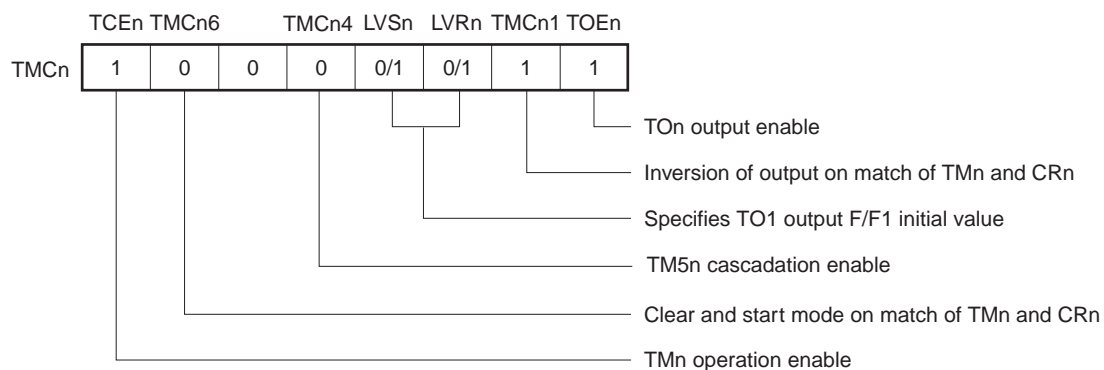 TCEn TMCn6 TMCn4 LVSn LVRn TMCn1 TOEn
TMCn 1 0 0 0 0/1 0/1 1 1
TOn output enable
Inversion of output on match of TMn and CRn
Specifies TO1 output F/F1 initial value
TM5n cascadation enable
Clear and start mode on match of TMn and CRn
TMn operation enable